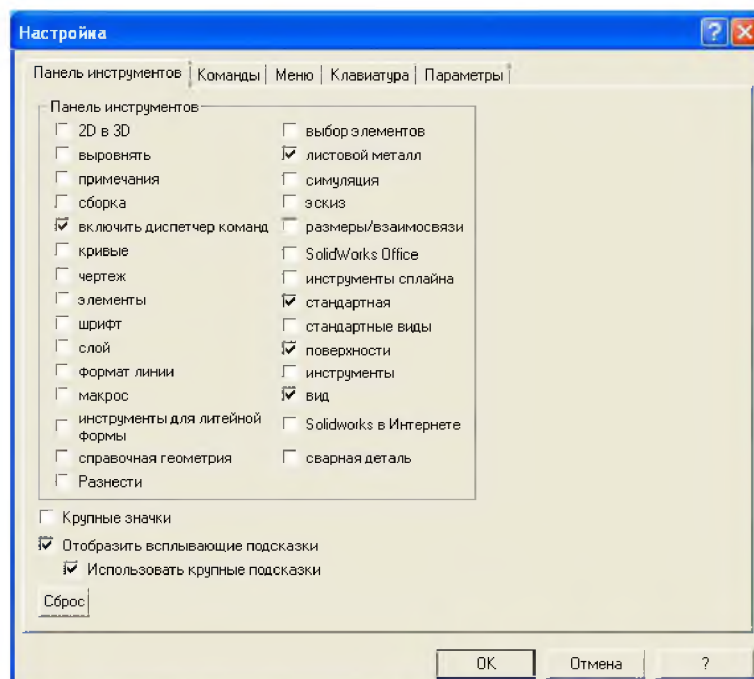 Настройка
Панель инструментов Команды Меню Клавиатура Параметры
Панель инструментов
2D в 3D
выровнять
примечания
сборка
включить диспетчер команд
кривые
чертеж
элементы
шрифт
слой
формат линии
макрос
инструменты для литейной
формы
справочная геометрия
Разнести
выбор элементов
листовой металл
симуляция
эскиз
размеры/взаимосвязи
SolidWorks Office
инструменты сплайна
стандартная
стандартные виды
поверхности
инструменты
вид
Solidworks в Интернете
сварная деталь
Крупные значки
Отобразить всплывающие подсказки
Использовать крупные подсказки
Сброс
OK Отмена ?